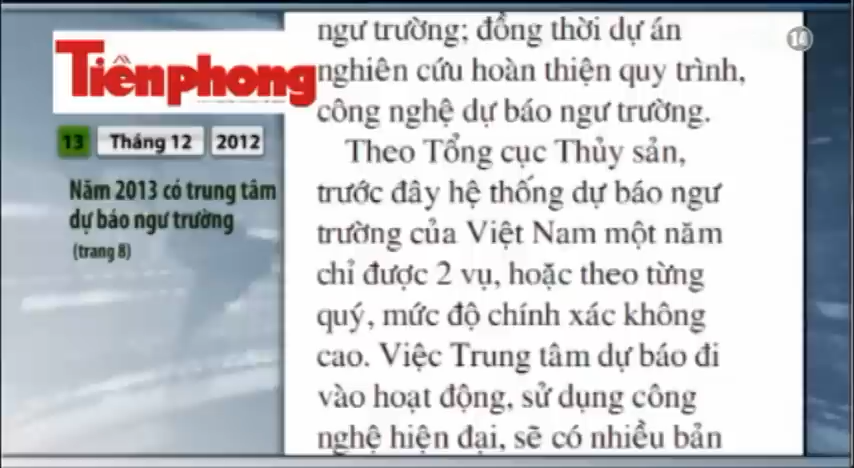 Tiền phong
13 Tháng 12 2012
Năm 2013 có trung tâm
dự báo ngư trường
(trang 8)
14
ngư trường; đồng thời dự án
nghiên cứu hoàn thiện quy trình,
công nghệ dự báo ngư trường.
Theo Tổng cục Thủy sản,
trước đây hệ thống dự báo ngư
trường của Việt Nam một năm
chỉ được 2 vụ, hoặc theo từng
quý, mức độ chính xác không
cao. Việc Trung tâm dự báo đi
vào hoạt động, sử dụng công
nghệ hiện đại, sẽ có nhiều bản